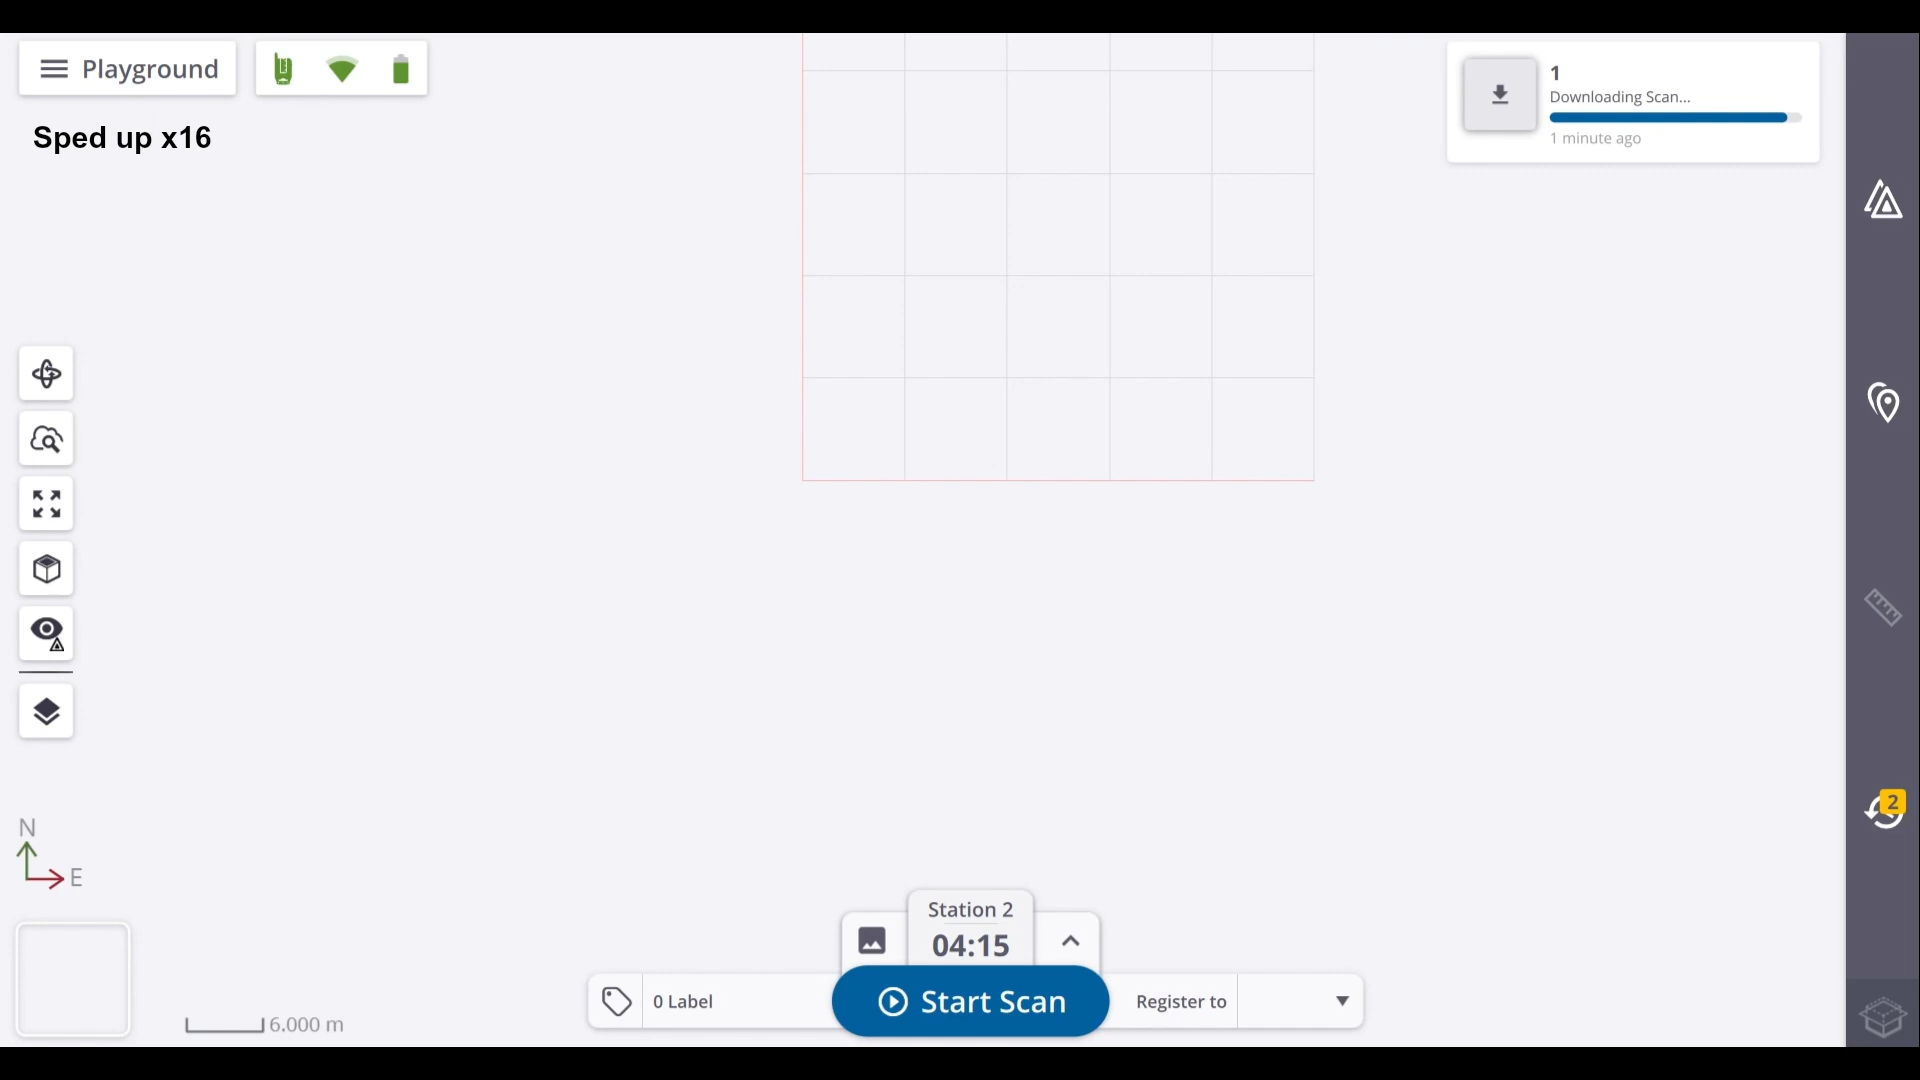 Playground
Sped up x16
1
Downloading Scan...
1 minute ago
2
N
E
6.000 m
Station 2
04:15
0 Label
Start Scan
Register to